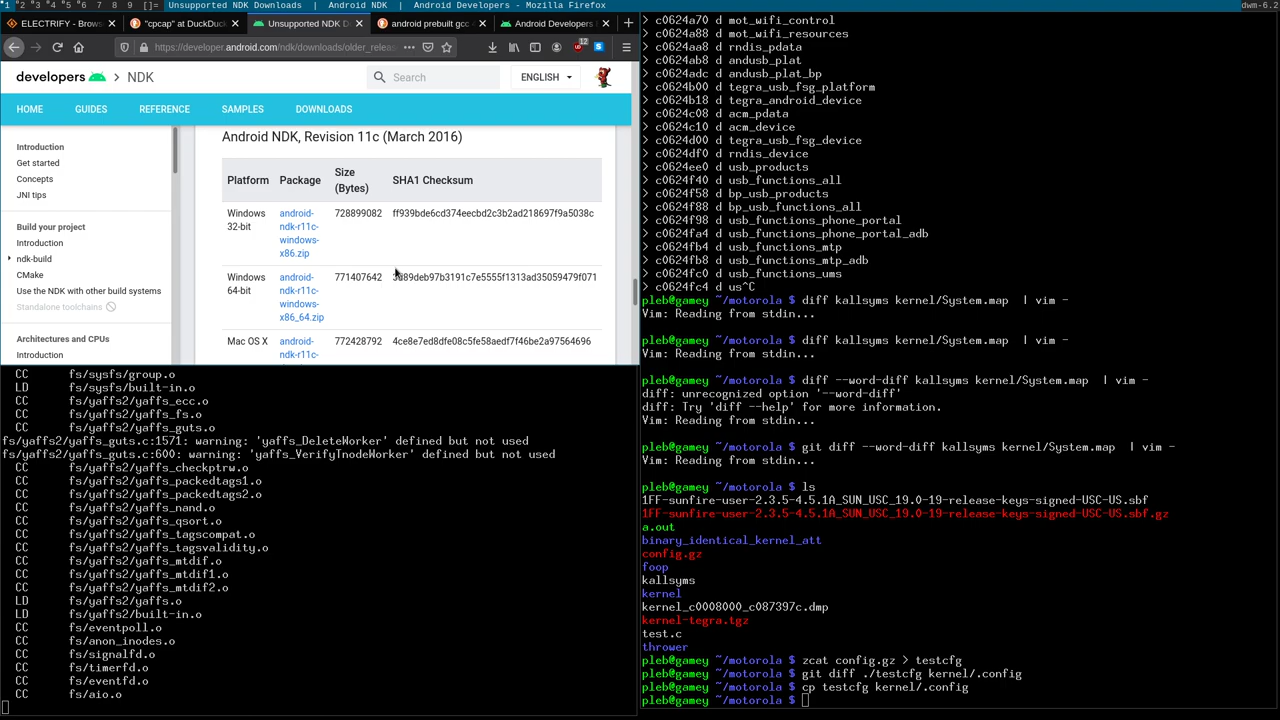 1 2 3 4 5 6 7 8 9 []= Unsupported NDK Downloads | Android NDK | Android Developers - Mozilla Firefox dwm-6.2
ELECTRIFY - Brows
"cpcap" at DuckDuc
Unsupported NDK D
android prebuilt gcc
Android Developers
https://developer.android.com/ndk/downloads/older_relea
12
developers > NDK
Search
ENGLISH
HOME GUIDES REFERENCE SAMPLES DOWNLOADS
Introduction
Get started
Concepts
JNI tips
Build your project
Introduction
ndk-build
CMake
Use the NDK with other build systems
Standalone toolchains
Architectures and CPUs
Introduction
Android NDK, Revision 11c (March 2016)
Platform Package Size (Bytes) SHA1 Checksum
Windows 32-bit android-ndk-r11c-windows-x86.zip 728899082 ff939bde6cd374eecbd2c3b2ad218697f9a5038c
Windows 64-bit android-ndk-r11c-windows-x86_64.zip 771407642 89deb97b3191c7e5555f1313ad35059479f071
Mac OS X android-ndk-r11c- 772428792 4ce8e7ed8dfe08c5fe58aedf7f46be2a97564696
CC fs/sysfs/group.o
LD fs/sysfs/built-in.o
CC fs/yaffs2/yaffs_ecc.o
CC fs/yaffs2/yaffs_fs.o
CC fs/yaffs2/yaffs_guts.o
fs/yaffs2/yaffs_guts.c:1571: warning: 'yaffs_DeleteWorker' defined but not used
fs/yaffs2/yaffs_guts.c:600: warning: 'yaffs_VerifyTnodeWorker' defined but not used
CC fs/yaffs2/yaffs_checkptrw.o
CC fs/yaffs2/yaffs_packedtags1.o
CC fs/yaffs2/yaffs_packedtags2.o
CC fs/yaffs2/yaffs_nand.o
CC fs/yaffs2/yaffs_qsort.o
CC fs/yaffs2/yaffs_tagscompat.o
CC fs/yaffs2/yaffs_tagsvalidity.o
CC fs/yaffs2/yaffs_mtdif.o
CC fs/yaffs2/yaffs_mtdif1.o
CC fs/yaffs2/yaffs_mtdif2.o
LD fs/yaffs2/yaffs.o
LD fs/yaffs2/built-in.o
CC fs/eventpoll.o
CC fs/anon_inodes.o
CC fs/signalfd.o
CC fs/timerfd.o
CC fs/eventfd.o
CC fs/aio.o
> c0624a70 d mot_wifi_control
> c0624a88 d mot_wifi_resources
> c0624aa8 d rndis_pdata
> c0624ab8 d andusb_plat
> c0624adc d andusb_plat_bp
> c0624b00 d tegra_usb_fsg_platform
> c0624b18 d tegra_android_device
> c0624c08 d acm_pdata
> c0624c10 d acm_device
> c0624d00 d tegra_usb_fsg_device
> c0624df0 d rndis_device
> c0624ee0 d usb_products
> c0624f40 d usb_functions_all
> c0624f58 d bp_usb_products
> c0624f88 d bp_usb_functions_all
> c0624f98 d usb_functions_phone_portal
> c0624fa4 d usb_functions_phone_portal_adb
> c0624fb4 d usb_functions_mtp
> c0624fb4 d usb_functions_mtp_adb
> c0624fc0 d usb_functions_ums
> c0624fc4 d us^C
pleb@gamey ~/motorola $ diff kallsyms kernel/System.map | vim -
Vim: Reading from stdin...
pleb@gamey ~/motorola $ diff kallsyms kernel/System.map | vim -
Vim: Reading from stdin...
pleb@gamey ~/motorola $ diff --word-diff kallsyms kernel/System.map | vim -
diff: unrecognized option '--word-diff'
diff: Try 'diff --help' for more information.
Vim: Reading from stdin...
pleb@gamey ~/motorola $ git diff --word-diff kallsyms kernel/System.map | vim -
Vim: Reading from stdin...
pleb@gamey ~/motorola $ ls
1FF-sunfire-user-2.3.5-4.5.1A_SUN_USC_19.0-19-release-keys-signed-USC-US.sbf
1FF-sunfire-user-2.3.5-4.5.1A_SUN_USC_19.0-19-release-keys-signed-USC-US.sbf.gz
a.out
binary_identical_kernel_att
config.gz
foop
kallsyms
kernel
kernel_c0008000_c087397c.dmp
kernel-tegra.tgz
test.c
thrower
pleb@gamey ~/motorola $ zcat config.gz > testcfg
pleb@gamey ~/motorola $ git diff ./testcfg kernel/.config
pleb@gamey ~/motorola $ cp testcfg kernel/.config
pleb@gamey ~/motorola $